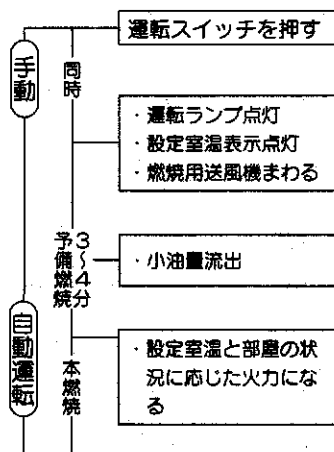 運転スイッチを押す
手動
同時
・運転ランプ点灯
・設定室温表示点灯
・燃焼用送風機まわる
3〜4分
予備燃焼
・小油量流出
自動運転
本燃焼
・設定室温と部屋の状
況に応じた火力にな
る